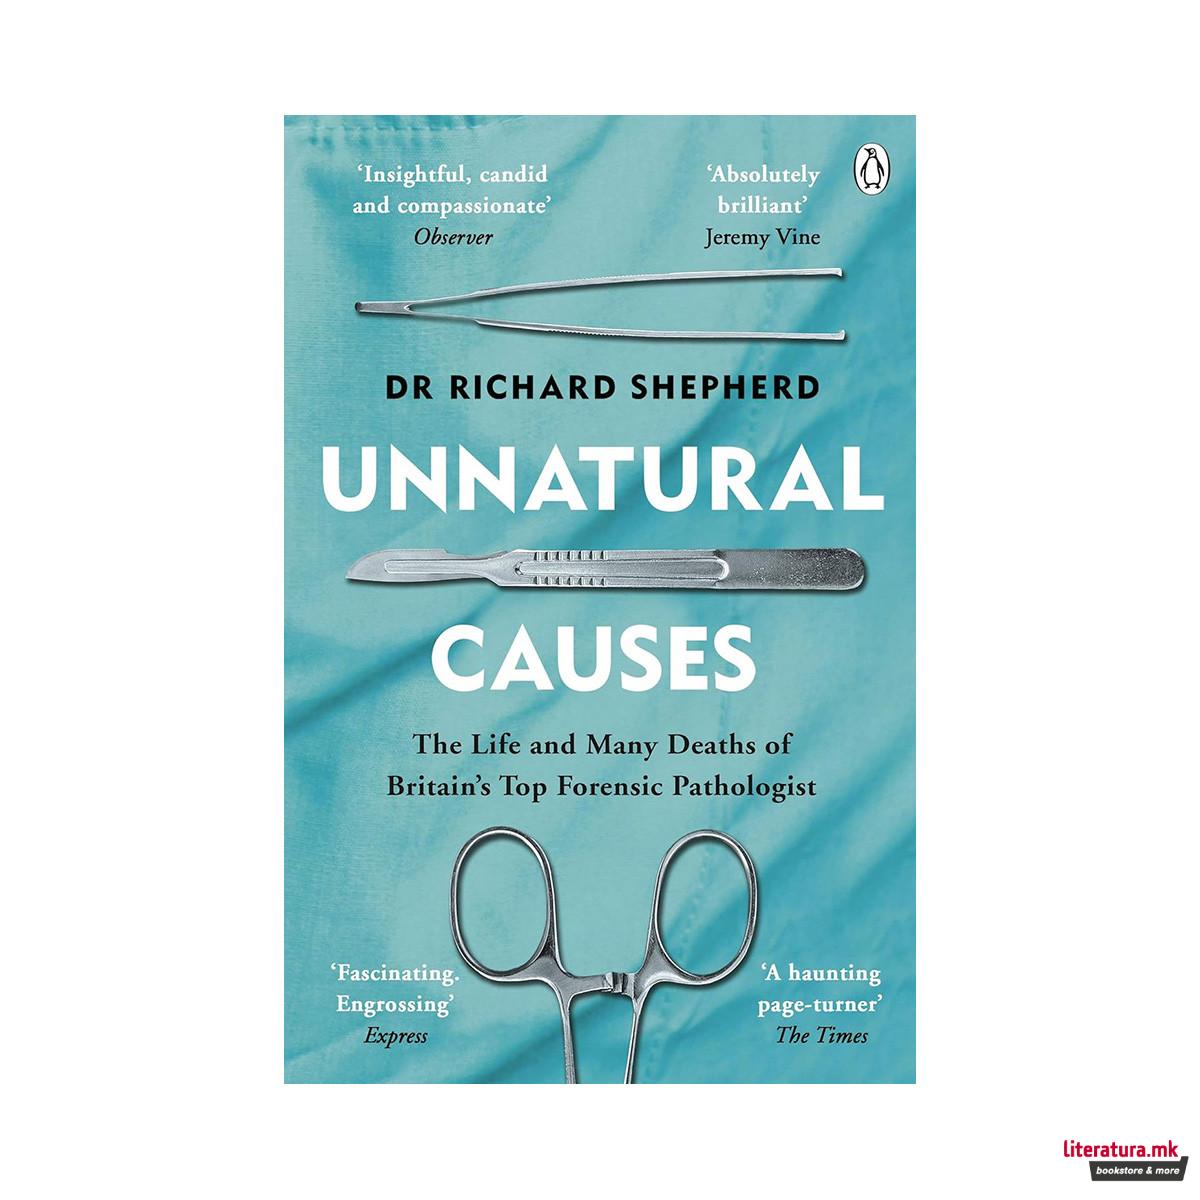 ‘Insightful, candid
and compassionate’
Observer
‘Absolutely
brilliant’
Jeremy Vine
DR RICHARD SHEPHERD
UNNATURAL
CAUSES
The Life and Many Deaths of
Britain’s Top Forensic Pathologist
‘Fascinating.
Engrossing’
Express
‘A haunting
page-turner’
The Times
literatura.mk
bookstore & more